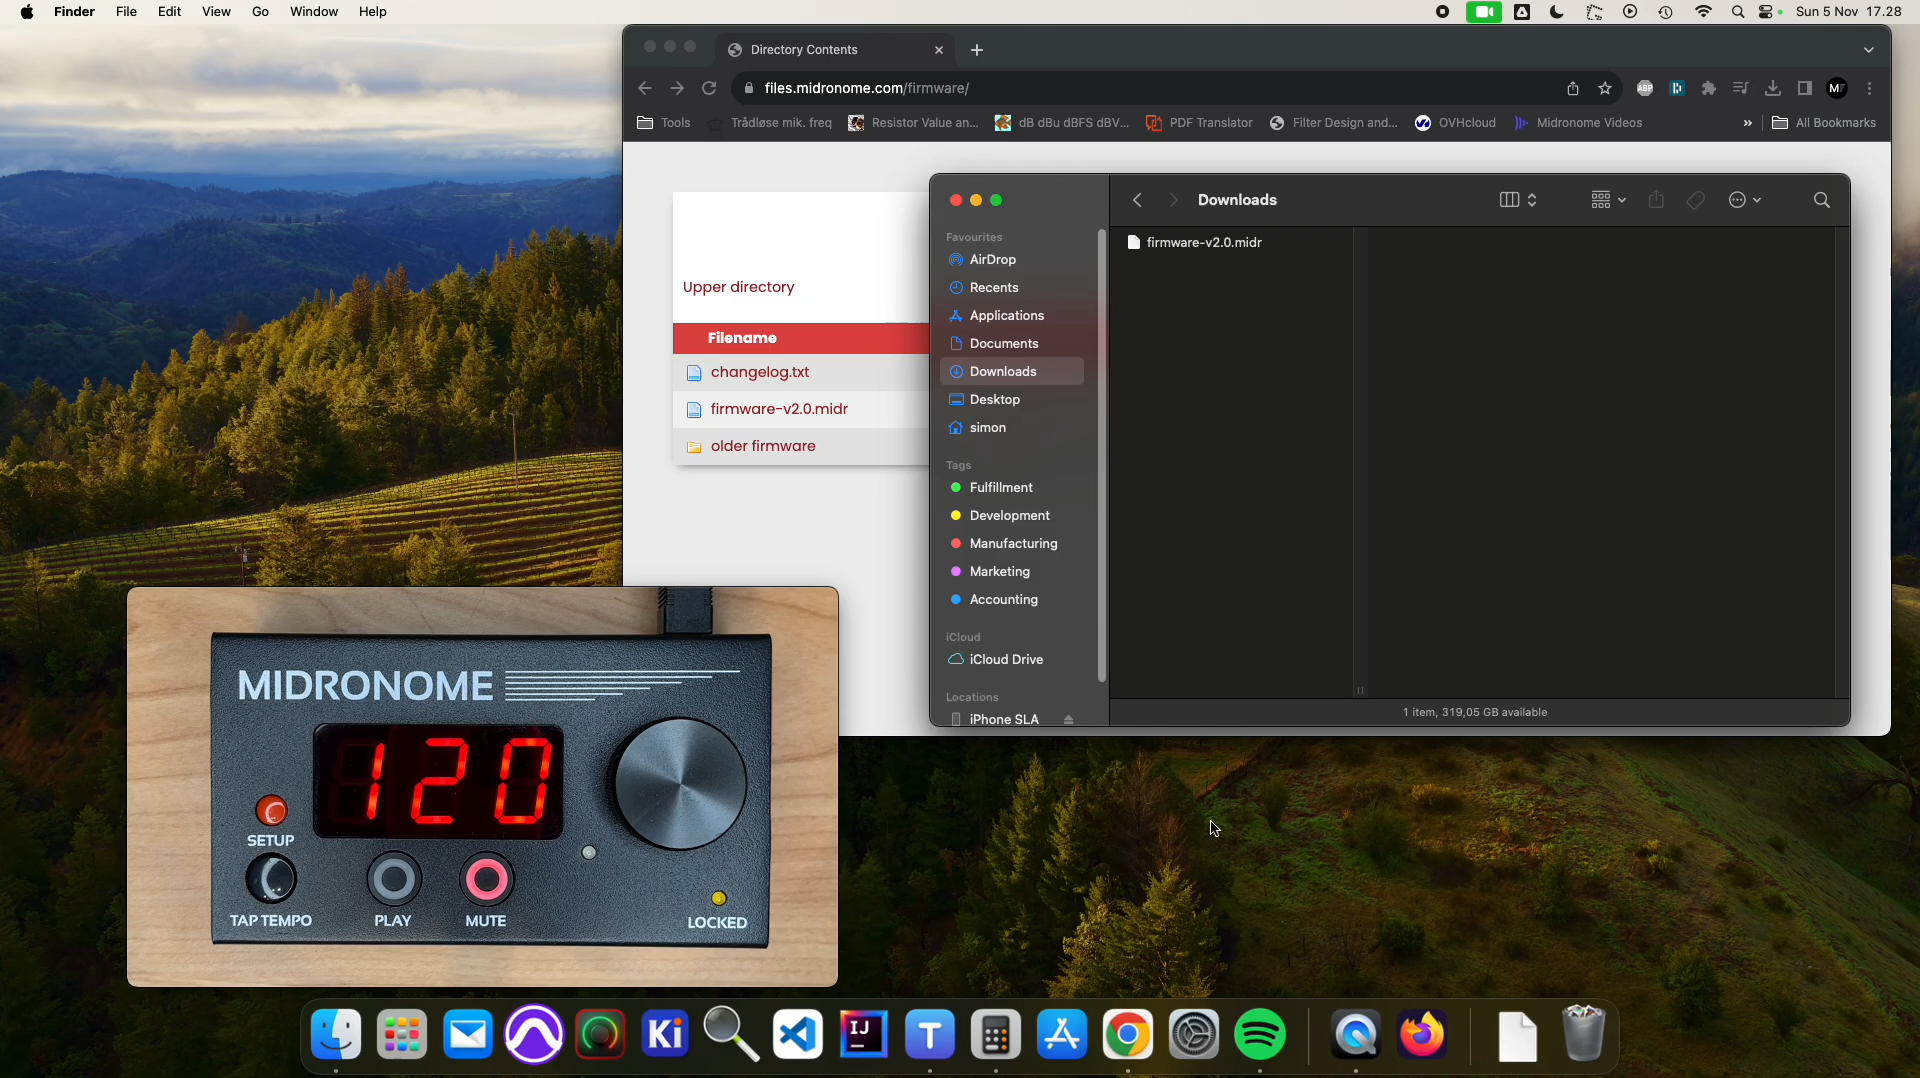 Finder File Edit View Go Window Help
Sun 5 Nov 17.28
Directory Contents
files.midronome.com/firmware/
ABP
M
Tools
Trådløse mik. freq
Resistor Value an...
dB dBu dBFS dBV...
PDF Translator
Filter Design and...
OVHcloud
Midronome Videos
»
All Bookmarks
Upper directory
Filename
changelog.txt
firmware-v2.0.midr
older firmware
Downloads
Favourites
AirDrop
Recents
Applications
Documents
Downloads
Desktop
simon
Tags
Fulfillment
Development
Manufacturing
Marketing
Accounting
iCloud
iCloud Drive
Locations
iPhone SLA
firmware-v2.0.midr
1 item, 319,05 GB available
MIDRONOME
120
SETUP
TAP TEMPO
PLAY
MUTE
LOCKED
Ki
IJ
T